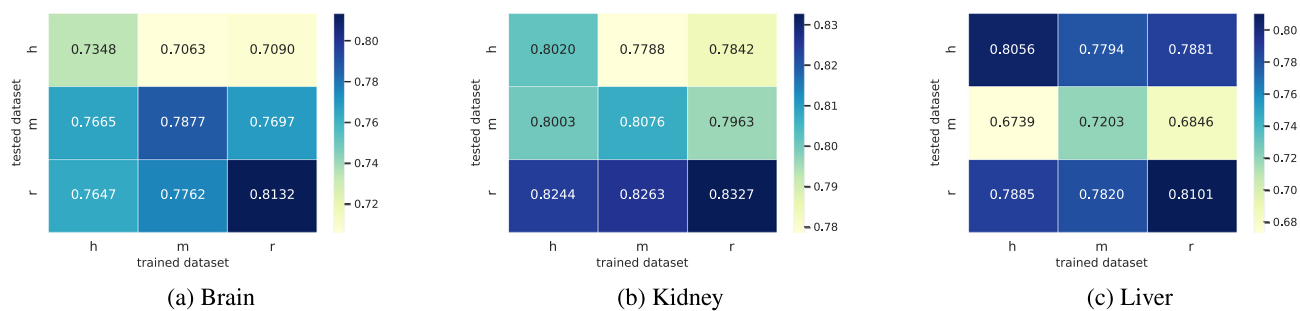 h 0.7348 0.7063 0.7090
m 0.7665 0.7877 0.7697
r 0.7647 0.7762 0.8132
tested dataset
h m r
trained dataset
0.80
0.78
0.76
0.74
0.72
(a) Brain
h 0.8020 0.7788 0.7842
m 0.8003 0.8076 0.7963
r 0.8244 0.8263 0.8327
tested dataset
h m r
trained dataset
0.83
0.82
0.81
0.80
0.79
0.78
(b) Kidney
h 0.8056 0.7794 0.7881
m 0.6739 0.7203 0.6846
r 0.7885 0.7820 0.8101
tested dataset
h m r
trained dataset
0.80
0.78
0.76
0.74
0.72
0.70
0.68
(c) Liver